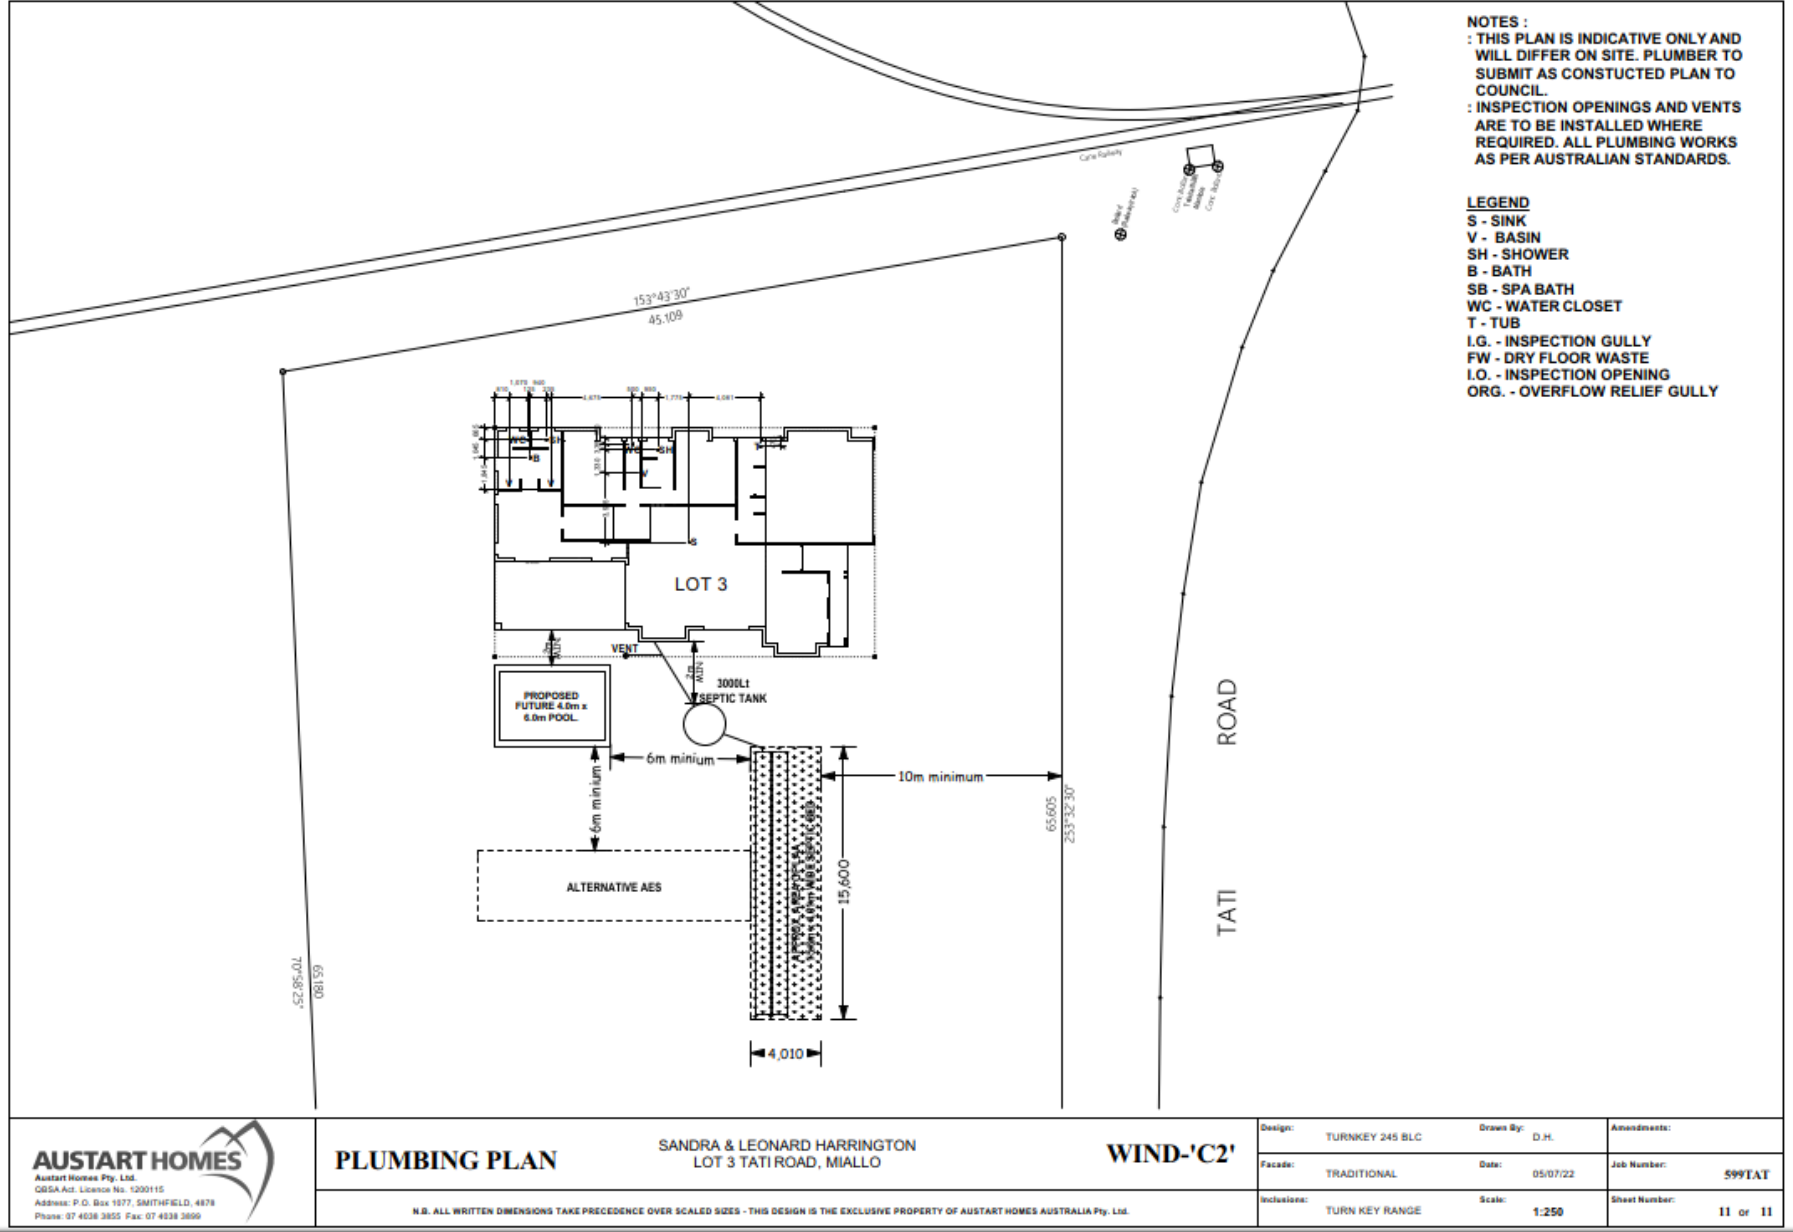 NOTES :
: THIS PLAN IS INDICATIVE ONLY AND
WILL DIFFER ON SITE. PLUMBER TO
SUBMIT AS CONSTUCTED PLAN TO
COUNCIL.
: INSPECTION OPENINGS AND VENTS
ARE TO BE INSTALLED WHERE
REQUIRED. ALL PLUMBING WORKS
AS PER AUSTRALIAN STANDARDS.
LEGEND
S - SINK
V - BASIN
SH - SHOWER
B - BATH
SB - SPA BATH
WC - WATER CLOSET
T - TUB
I.G. - INSPECTION GULLY
FW - DRY FLOOR WASTE
I.O. - INSPECTION OPENING
ORG. - OVERFLOW RELIEF GULLY
Cane Railway
153°43'30"
45.109
WC
SH
B
V
V
WC
SH
V
S
LOT 3
VENT
2m
MIN
3000Lt
SEPTIC TANK
PROPOSED
FUTURE 4.0m x
6.0m POOL.
6m minium
10m minimum
6m minium
ALTERNATIVE AES
15,600
4,010
65.605
253°32'30"
70°58'25"
65.180
TATI ROAD
AUSTART HOMES
Austart Homes Pty. Ltd.
QBSA Act. Licence No. 1200115
Address: P.O. Box 1077, SMITHFIELD, 4878
Phone: 07 4038 3855 Fax: 07 4038 3899
PLUMBING PLAN
SANDRA & LEONARD HARRINGTON
LOT 3 TATI ROAD, MIALLO
WIND-'C2'
N.B. ALL WRITTEN DIMENSIONS TAKE PRECEDENCE OVER SCALED SIZES - THIS DESIGN IS THE EXCLUSIVE PROPERTY OF AUSTART HOMES AUSTRALIA Pty. Ltd.
Design: TURNKEY 245 BLC
Drawn By: D.H.
Amendments:
Facade: TRADITIONAL
Date: 05/07/22
Job Number: 599TAT
Inclusions: TURN KEY RANGE
Scale: 1:250
Sheet Number: 11 or 11